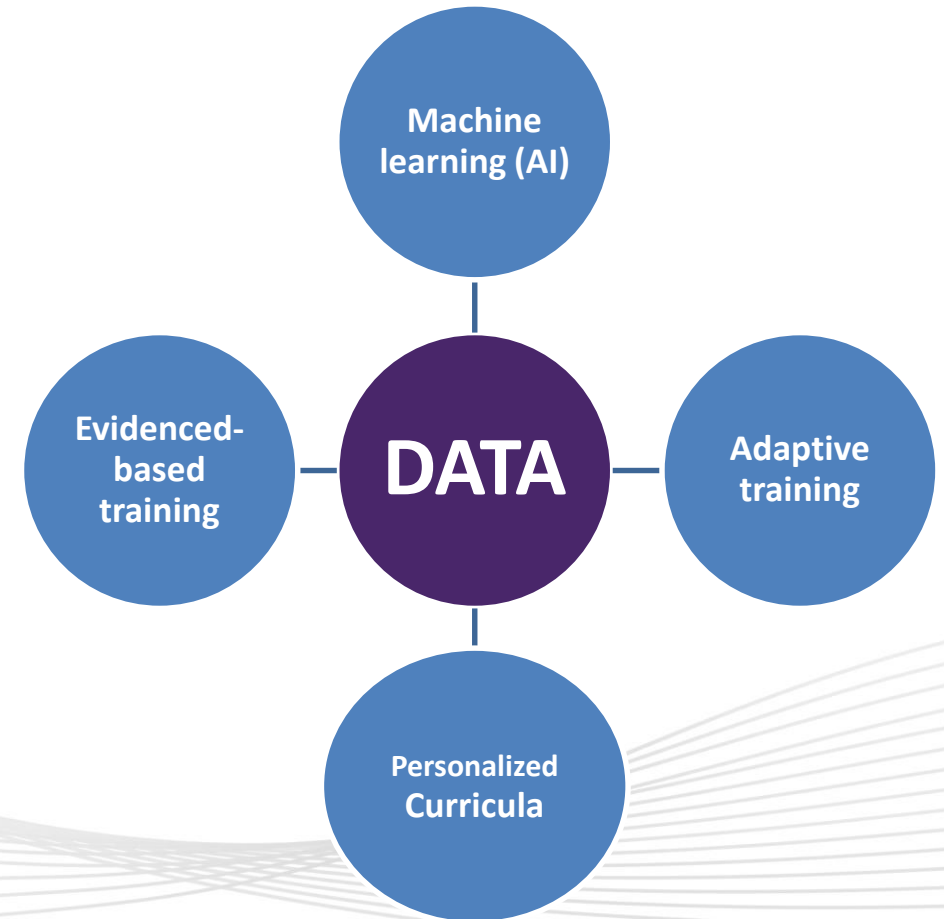 Machine
learning (AI)
Evidenced-
based
training
DATA
Adaptive
training
Personalized
Curricula